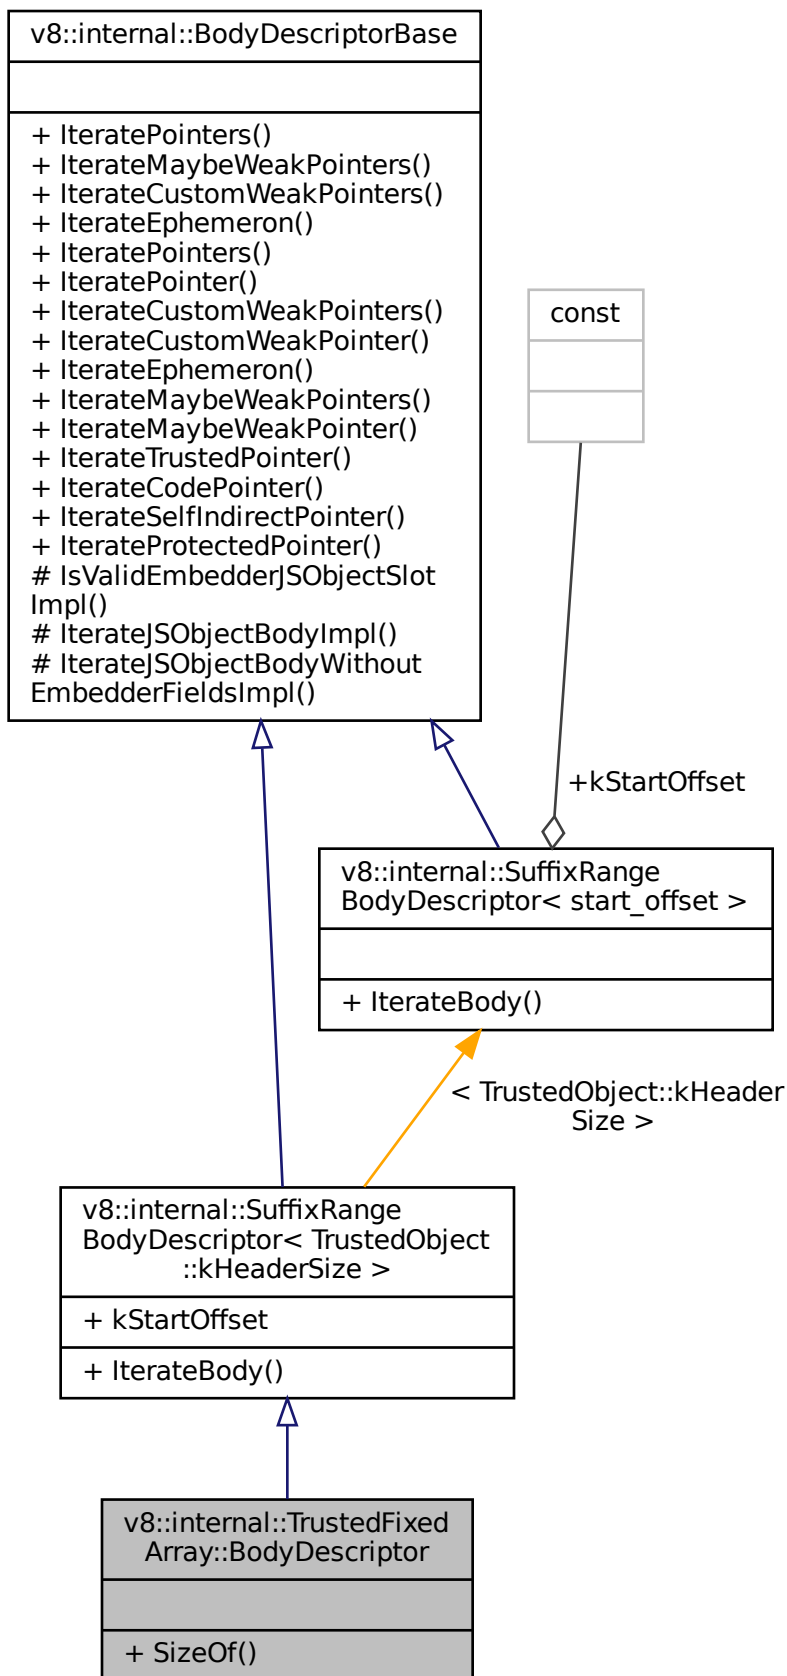 v8::internal::BodyDescriptorBase
+ IteratePointers()
+ IterateMaybeWeakPointers()
+ IterateCustomWeakPointers()
+ IterateEphemeron()
+ IteratePointers()
+ IteratePointer()
+ IterateCustomWeakPointers()
+ IterateCustomWeakPointer()
+ IterateEphemeron()
+ IterateMaybeWeakPointers()
+ IterateMaybeWeakPointer()
+ IterateTrustedPointer()
+ IterateCodePointer()
+ IterateSelfIndirectPointer()
+ IterateProtectedPointer()
# IsValidEmbedderJSObjectSlot
Impl()
# IterateJSObjectBodyImpl()
# IterateJSObjectBodyWithout
EmbedderFieldsImpl()
const
+kStartOffset
v8::internal::SuffixRange
BodyDescriptor< start_offset >
+ IterateBody()
< TrustedObject::kHeader
Size >
v8::internal::SuffixRange
BodyDescriptor< TrustedObject
::kHeaderSize >
+ kStartOffset
+ IterateBody()
v8::internal::TrustedFixed
Array::BodyDescriptor
+ SizeOf()